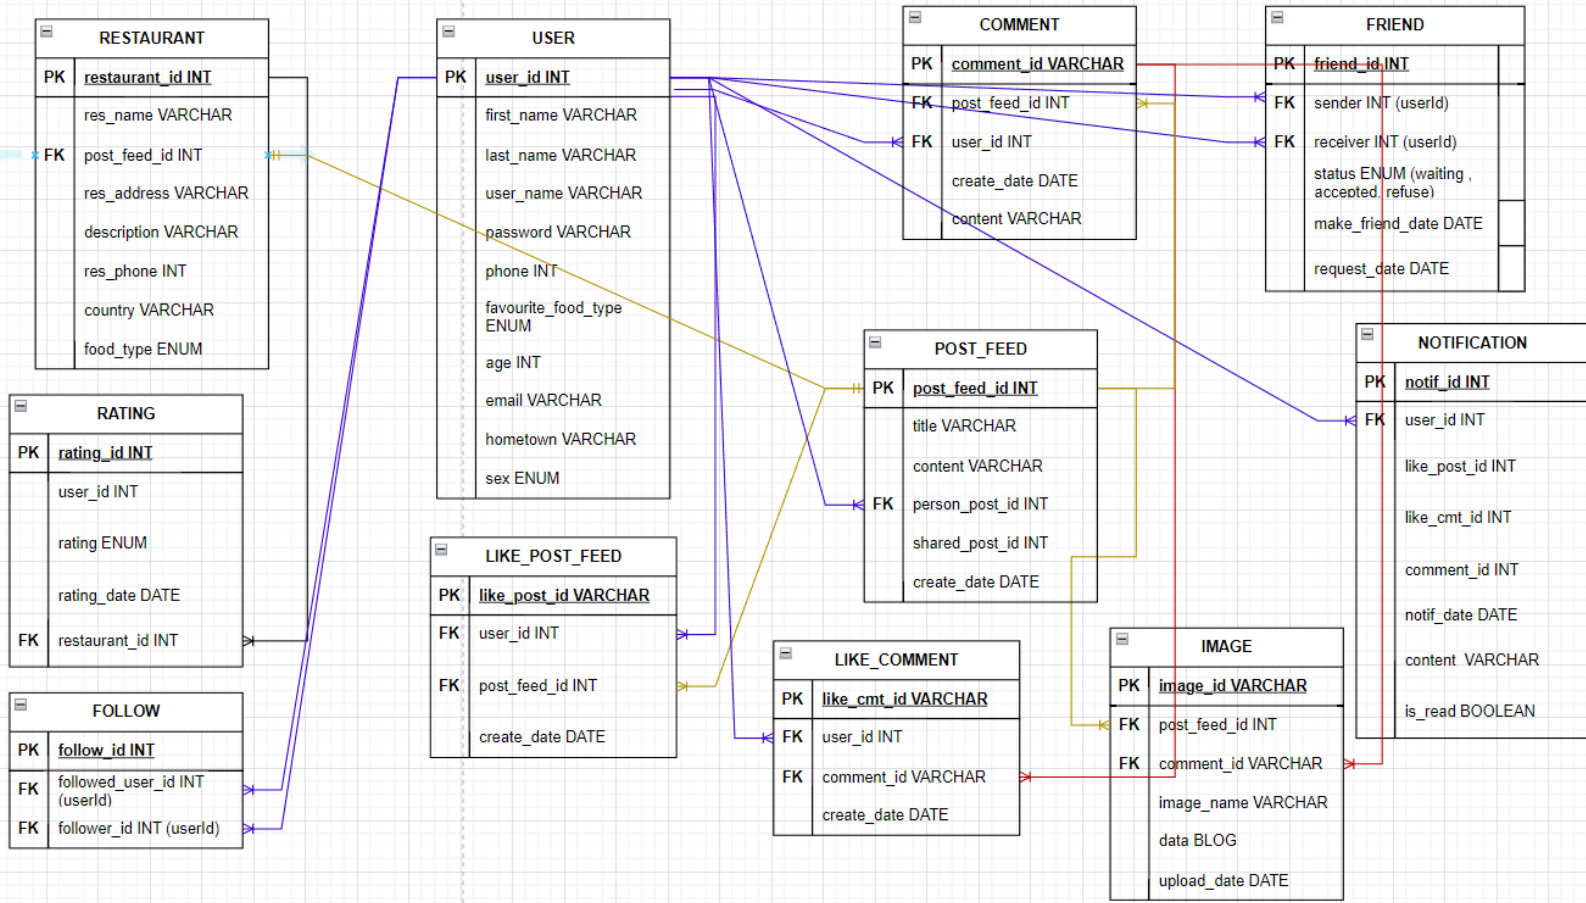 RESTAURANT
PK restaurant_id INT
res_name VARCHAR
FK post_feed_id INT
res_address VARCHAR
description VARCHAR
res_phone INT
country VARCHAR
food_type ENUM
RATING
PK rating_id INT
user_id INT
rating ENUM
rating_date DATE
FK restaurant_id INT
FOLLOW
PK follow_id INT
FK followed_user_id INT
(userId)
FK follower_id INT (userId)
USER
PK user_id INT
first_name VARCHAR
last_name VARCHAR
user_name VARCHAR
password VARCHAR
phone INT
favourite_food_type
ENUM
age INT
email VARCHAR
hometown VARCHAR
sex ENUM
LIKE_POST_FEED
PK like_post_id VARCHAR
FK user_id INT
FK post_feed_id INT
create_date DATE
COMMENT
PK comment_id VARCHAR
FK post_feed_id INT
FK user_id INT
create_date DATE
content VARCHAR
POST_FEED
PK post_feed_id INT
title VARCHAR
content VARCHAR
FK person_post_id INT
shared_post_id INT
create_date DATE
LIKE_COMMENT
PK like_cmt_id VARCHAR
FK user_id INT
FK comment_id VARCHAR
create_date DATE
FRIEND
PK friend_id INT
FK sender INT (userId)
FK receiver INT (userId)
status ENUM (waiting ,
accepted, refuse)
make_friend_date DATE
request_date DATE
NOTIFICATION
PK notif_id INT
FK user_id INT
like_post_id INT
like_cmt_id INT
comment_id INT
notif_date DATE
content VARCHAR
is_read BOOLEAN
IMAGE
PK image_id VARCHAR
FK post_feed_id INT
FK comment_id VARCHAR
image_name VARCHAR
data BLOG
upload_date DATE